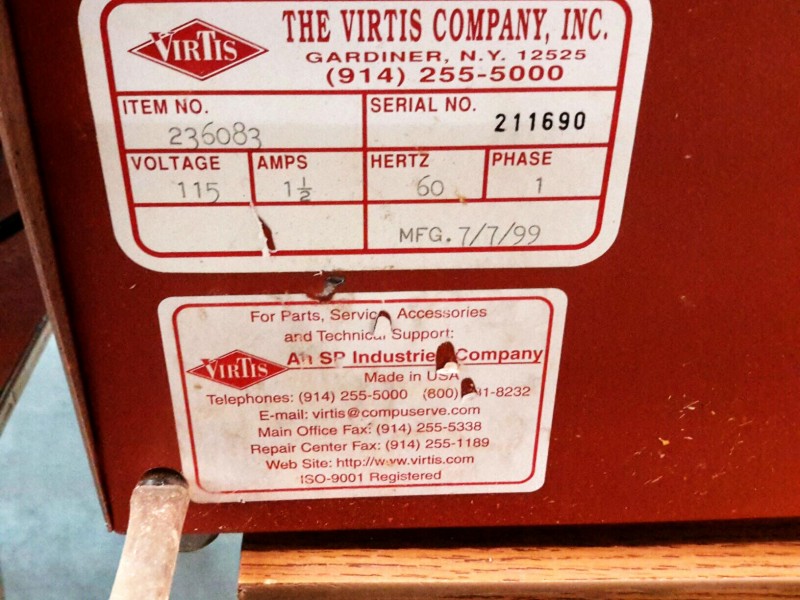 VIRTIS
THE VIRTIS COMPANY, INC.
GARDINER, N.Y. 12525
(914) 255-5000
ITEM NO. 236083
SERIAL NO. 211690
VOLTAGE 115
AMPS 1½
HERTZ 60
PHASE 1
MFG. 7/7/99
For Parts, Service, Accessories
and Technical Support:
VIRTIS
An SP Industries Company
Made in USA
Telephones: (914) 255-5000 (800) 31-8232
E-mail: virtis@compuserve.com
Main Office Fax: (914) 255-5338
Repair Center Fax: (914) 255-1189
Web Site: http://www.virtis.com
ISO-9001 Registered